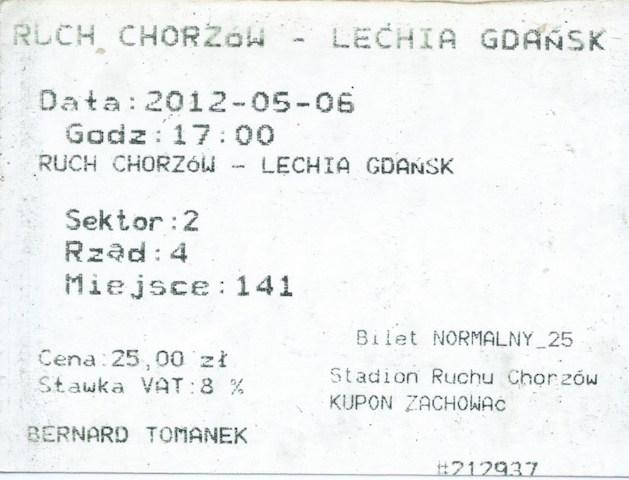 RUCH CHORZóW - LECHIA GDAńSK
Data:2012-05-06
Godz:17:00
RUCH CHORZóW - LECHIA GDAńSK
Sektor:2
Rząd:4
Miejsce:141
Bilet NORMALNY_25
Cena:25,00 zł
Stadion Ruchu Chorzów
Stawka VAT:8 %
KUPON ZACHOWAć
BERNARD TOMANEK
#212937